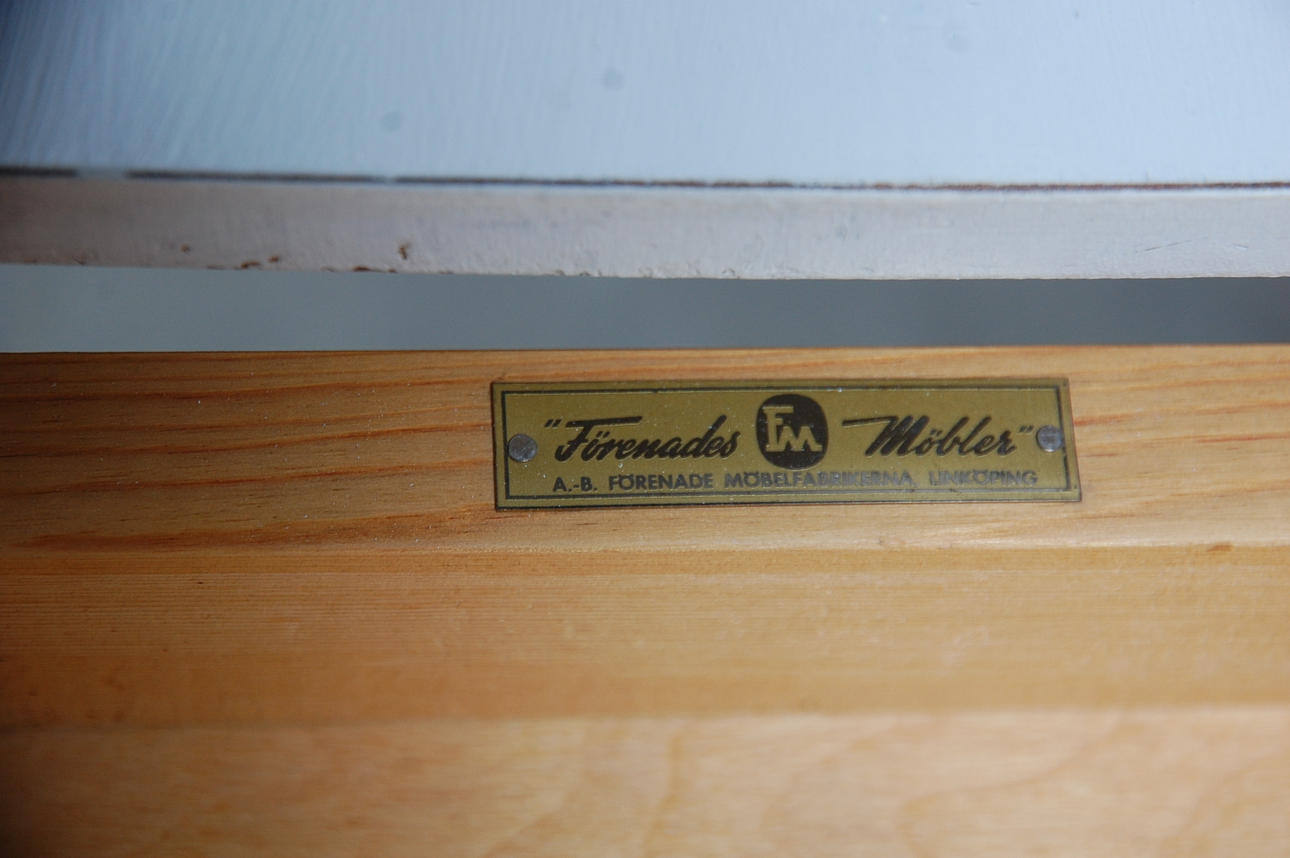 "Förenades FM Möbler"
A.-B. FÖRENADE MÖBELFABRIKERNA, LINKÖPING